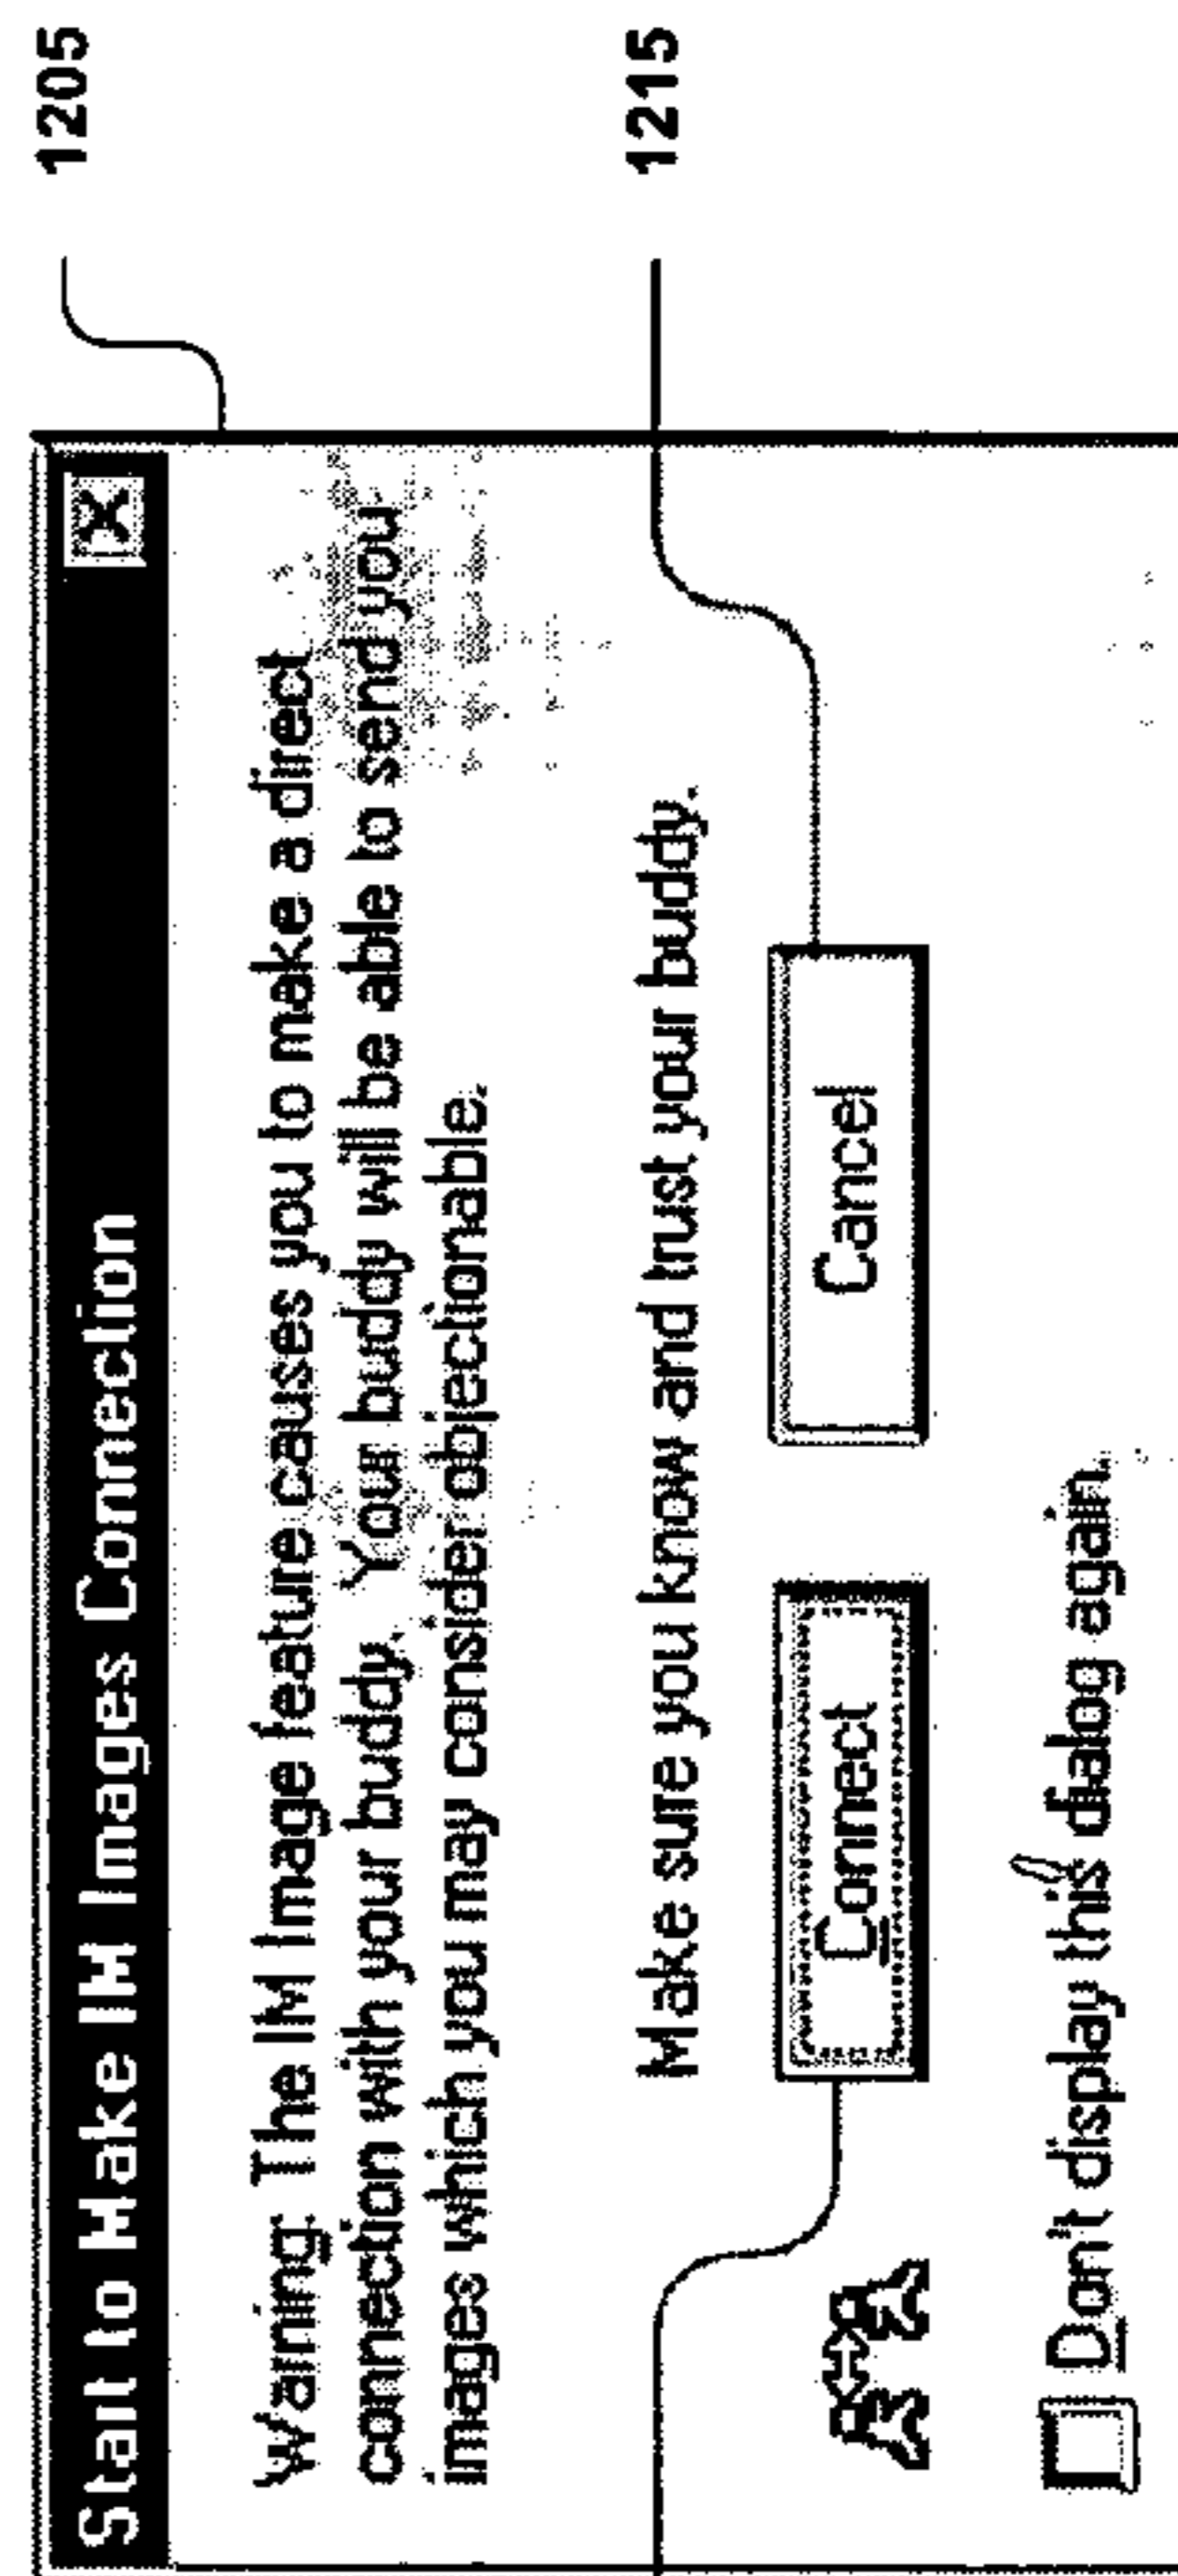 Start to Make IM Images Connection
1205
Warning: The IM Image feature causes you to make a direct
connection with your buddy. Your buddy will be able to send you
images which you may consider objectionable.
Make sure you know and trust your buddy.
1215
Connect
Cancel
Don't display this dialog again.